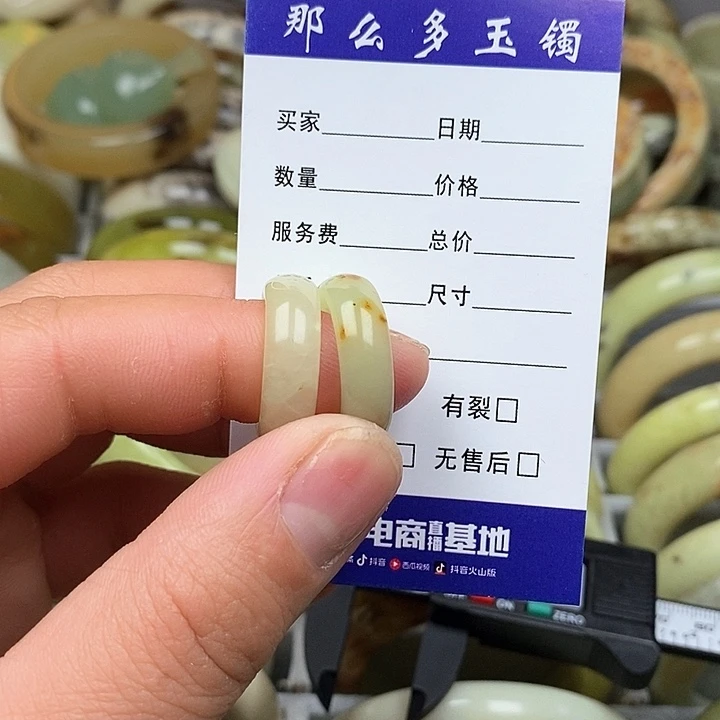 那么多玉镯
买家 日期
数量 价格
服务费 总价
尺寸
有裂□
□ 无售后□
电商直播基地
抖音 西瓜视频 抖音火山版
ON ZERO